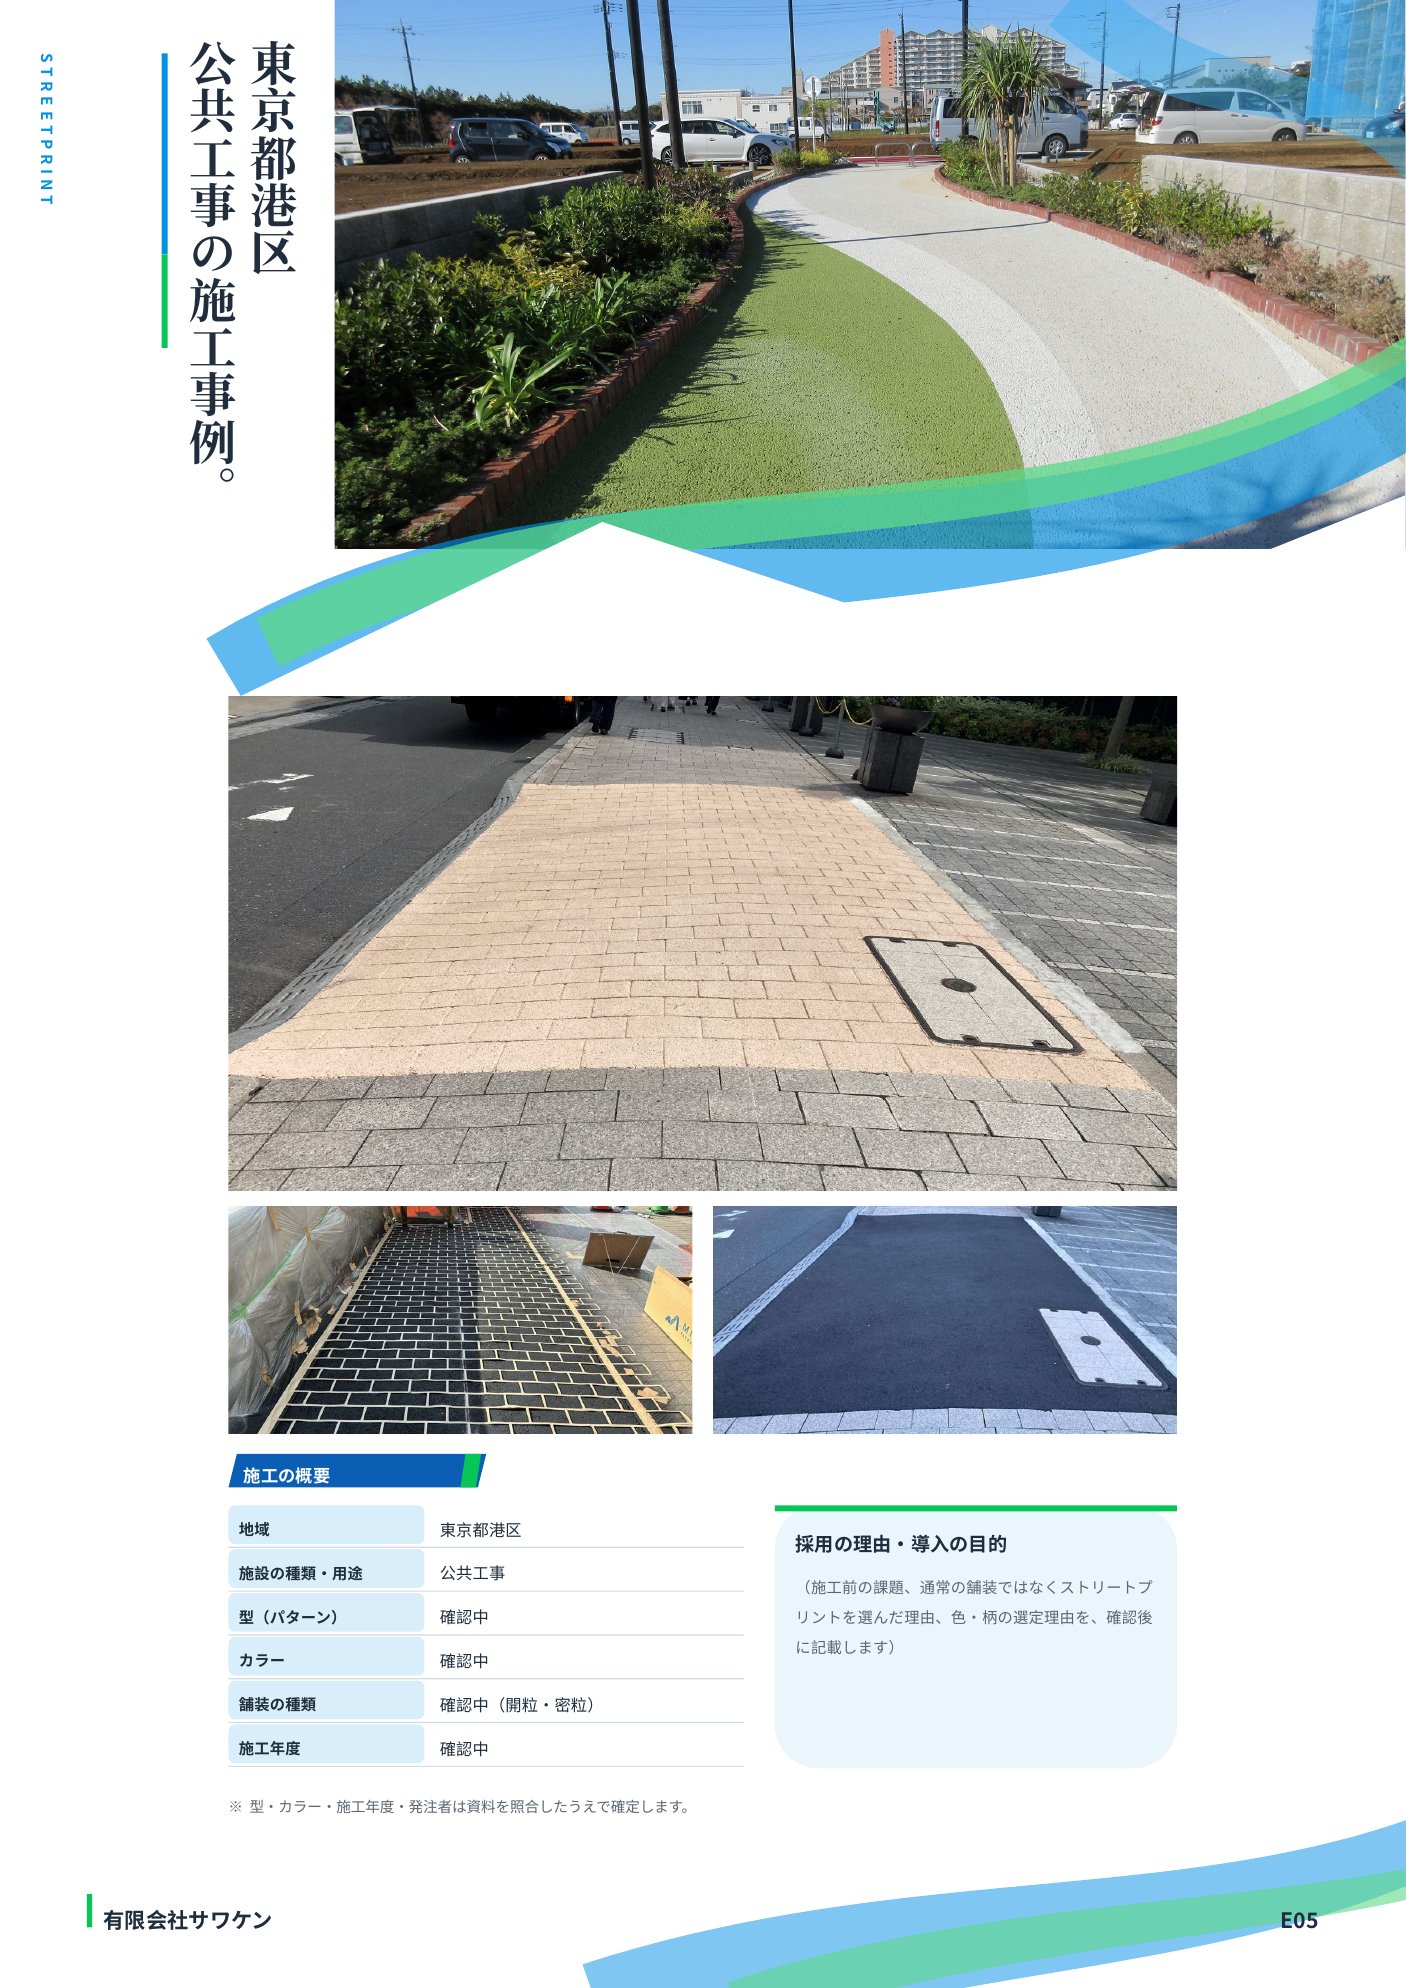 STREETPRINT
東京都港区
公共工事の施工事例。
施工の概要
地域 東京都港区
施設の種類・用途 公共工事
型（パターン） 確認中
カラー 確認中
舗装の種類 確認中（開粒・密粒）
施工年度 確認中
採用の理由・導入の目的
（施工前の課題、通常の舗装ではなくストリートプ
リントを選んだ理由、色・柄の選定理由を、確認後
に記載します）
※ 型・カラー・施工年度・発注者は資料を照合したうえで確定します。
有限会社サワケン
E05